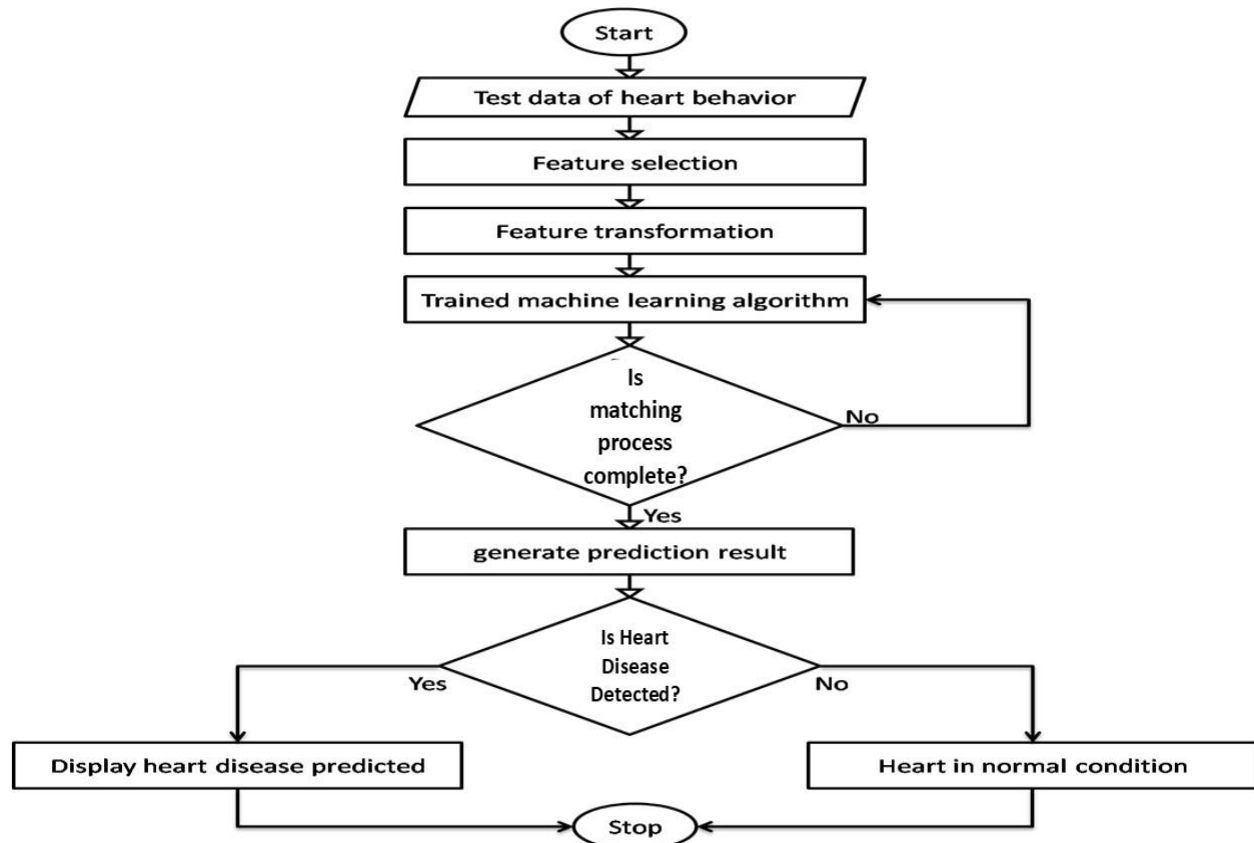 Start
Test data of heart behavior
Feature selection
Feature transformation
Trained machine learning algorithm
Is
matching
process
complete?
No
Yes
generate prediction result
Is Heart
Disease
Detected?
Yes
No
Display heart disease predicted
Heart in normal condition
Stop